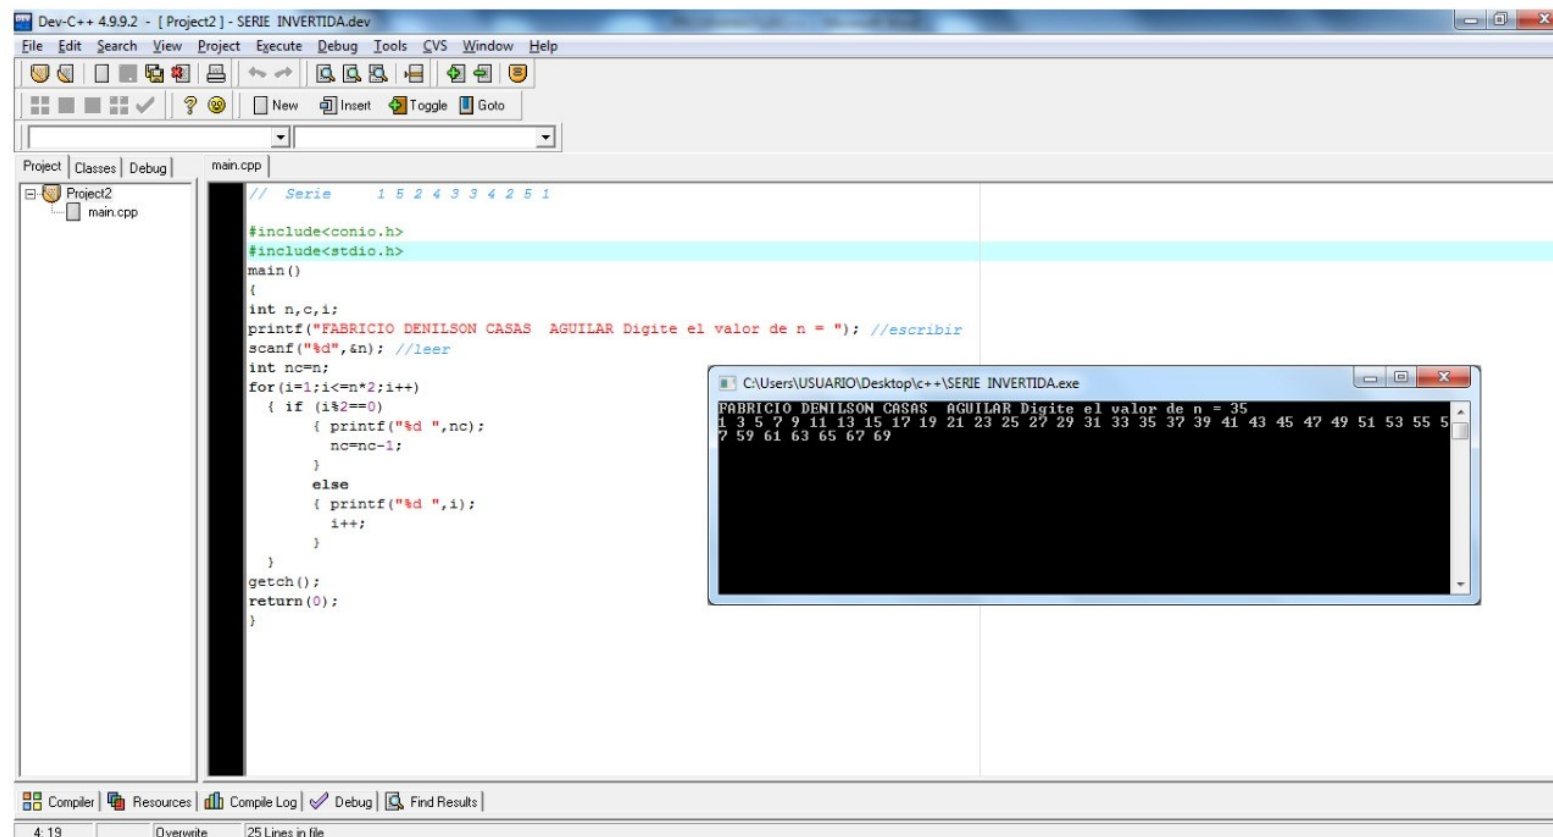 Dev-C++ 4.9.9.2 - [ Project2 ] - SERIE INVERTIDA.dev
File Edit Search View Project Execute Debug Tools CVS Window Help
New Insert Toggle Goto
Project Classes Debug
main.cpp
Project2
main.cpp
// Serie 1 5 2 4 3 3 4 2 5 1
#include<conio.h>
#include<stdio.h>
main()
{
int n,c,i;
printf("FABRICIO DENILSON CASAS  AGUILAR Digite el valor de n = "); //escribir
scanf("%d",&n); //leer
int nc=n;
for(i=1;i<=n*2;i++)
{ if (i%2==0)
{ printf("%d ",nc);
nc=nc-1;
}
else
{ printf("%d ",i);
i++;
}
}
getch();
return(0);
}
C:\Users\USUARIO\Desktop\c++\SERIE INVERTIDA.exe
FABRICIO DENILSON CASAS  AGUILAR Digite el valor de n = 35
1 3 5 7 9 11 13 15 17 19 21 23 25 27 29 31 33 35 37 39 41 43 45 47 49 51 53 55 5
7 59 61 63 65 67 69
Compiler Resources Compile Log Debug Find Results
4: 19 Overwrite 25 Lines in file